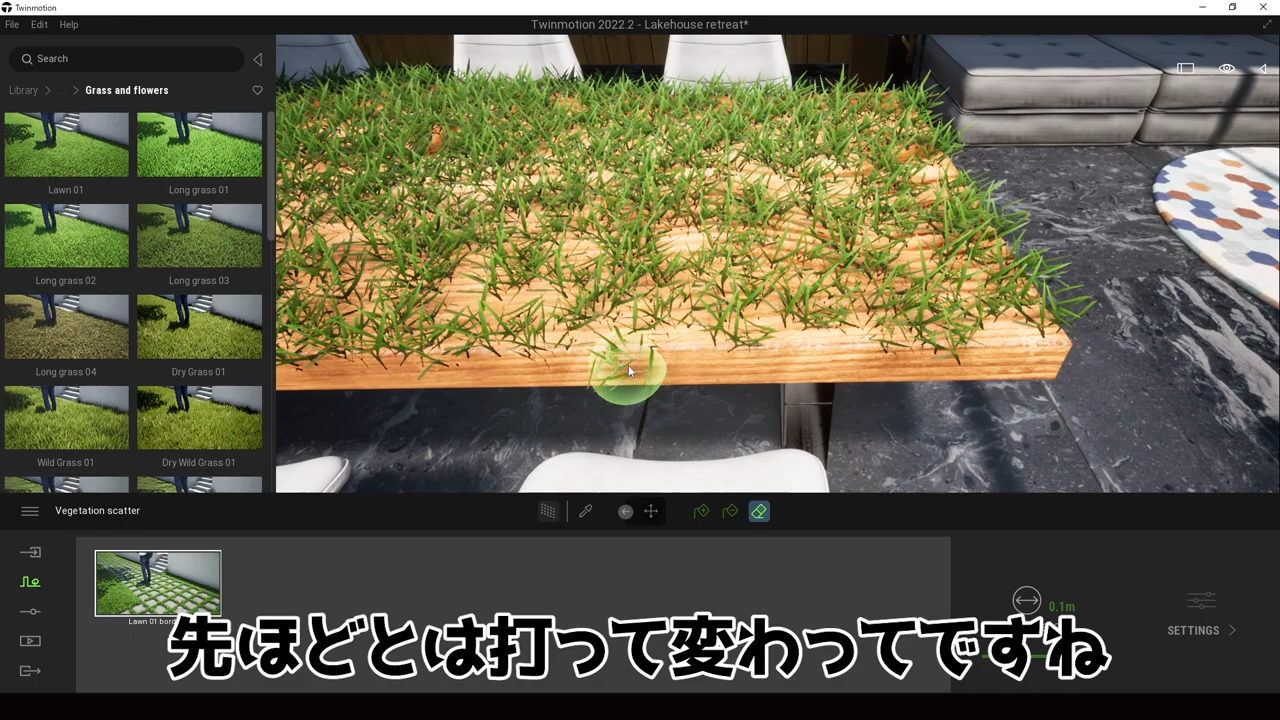 Twinmotion
File Edit Help
Twinmotion 2022.2 - Lakehouse retreat*
Search
Library > ... > Grass and flowers
Lawn 01
Long grass 01
Long grass 02
Long grass 03
Long grass 04
Dry Grass 01
Wild Grass 01
Dry Wild Grass 01
Vegetation scatter
Lawn 01 bord
0.1m
SETTINGS
先ほどとは打って変わってですね